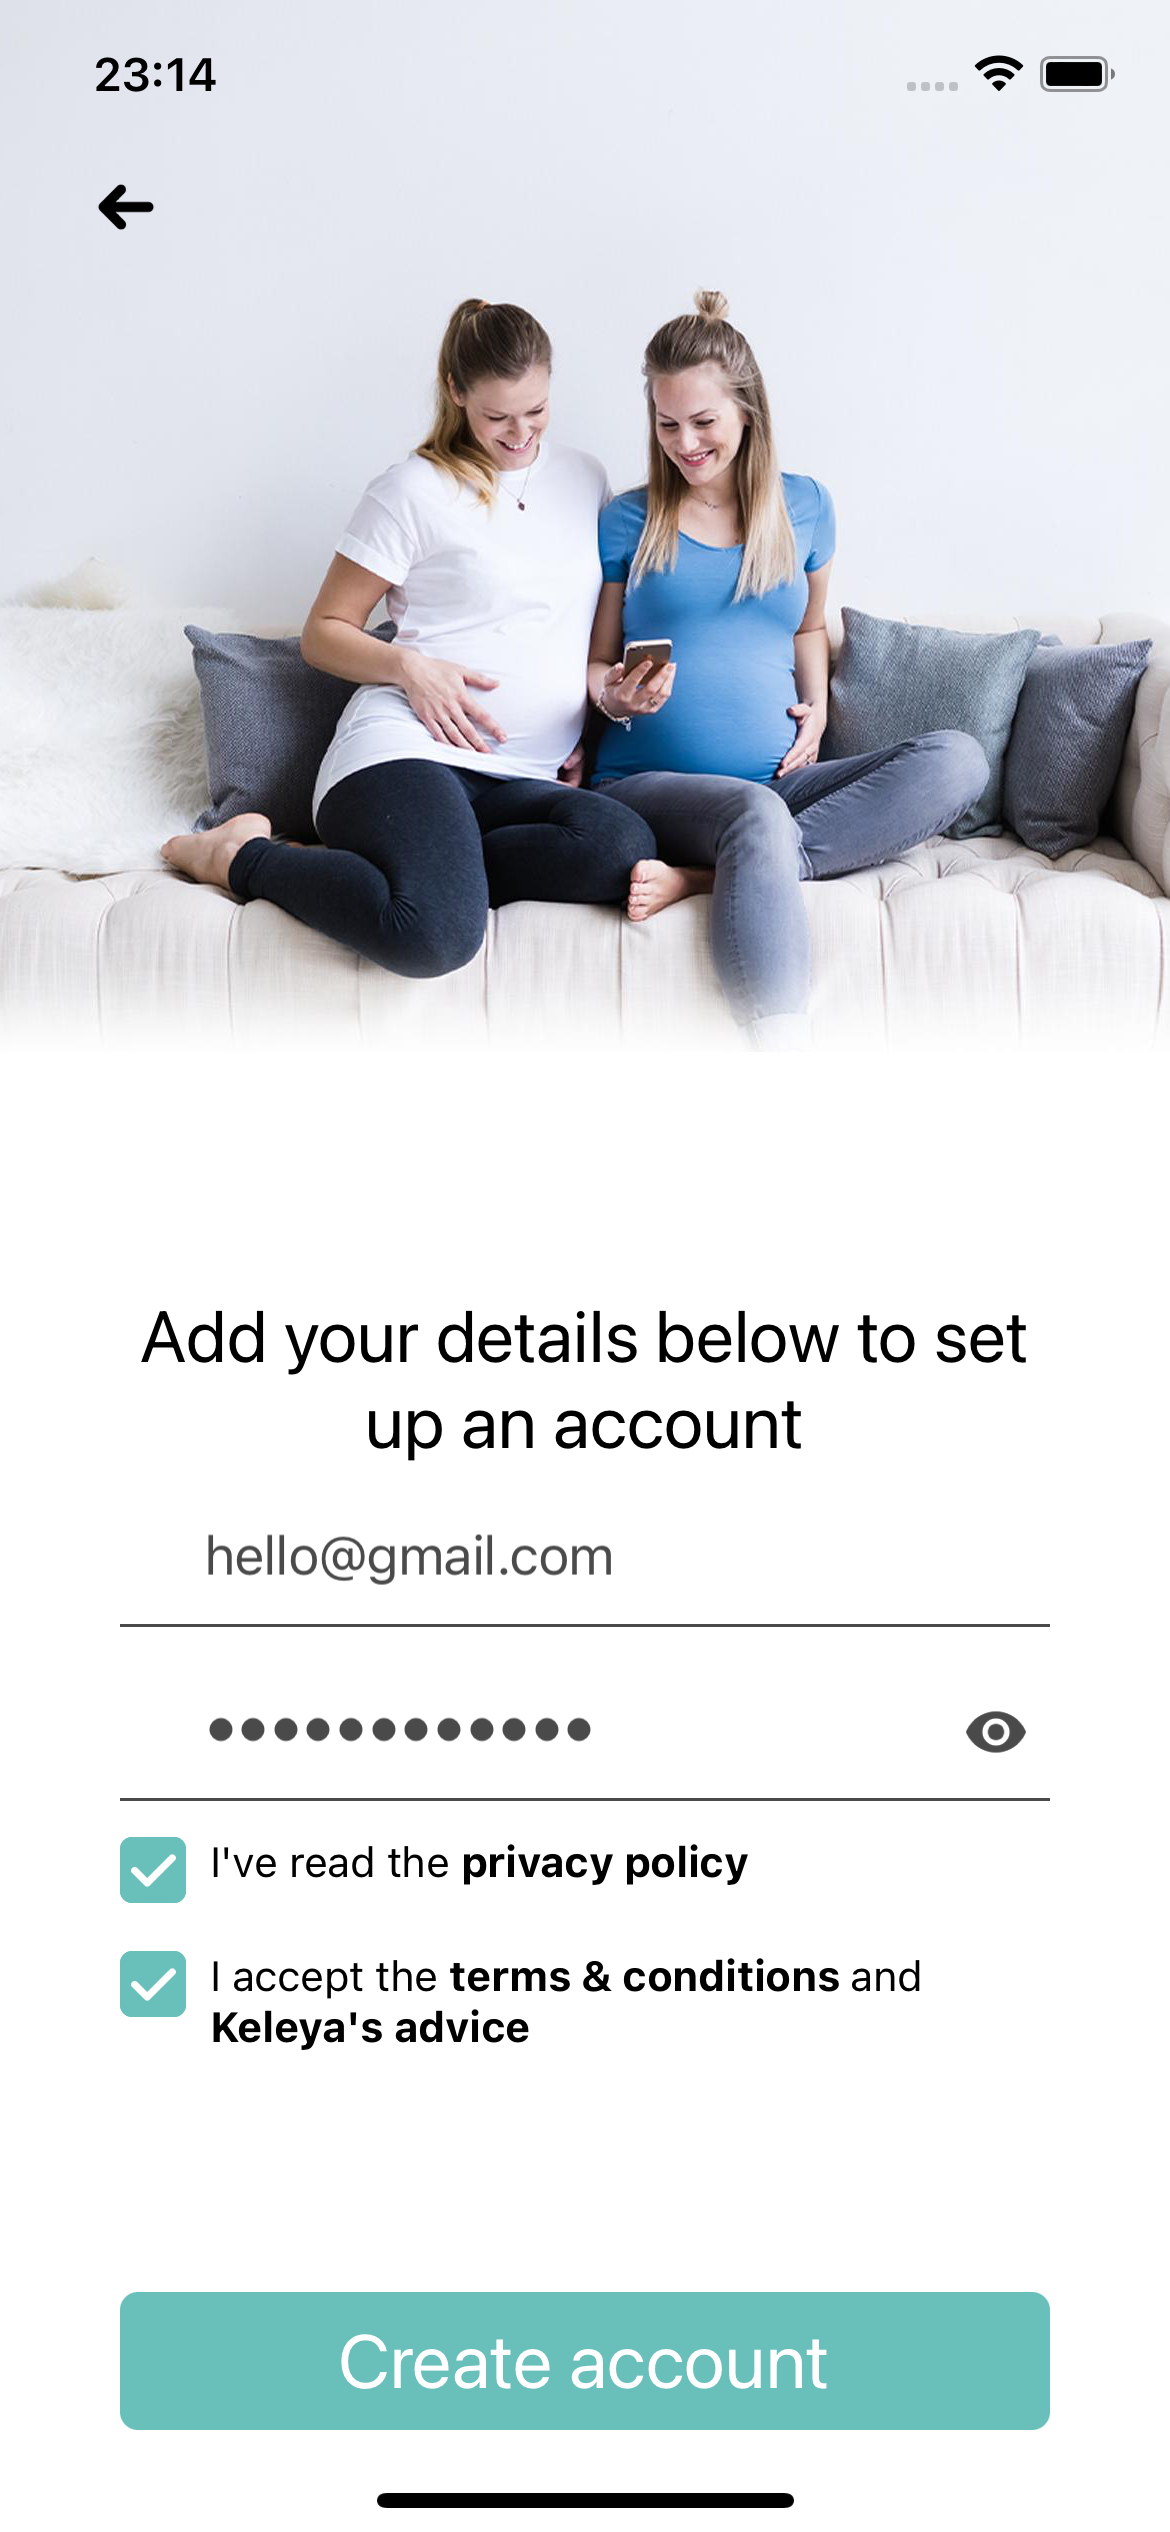 23:14
Add your details below to set
up an account
hello@gmail.com
••••••••••••
I've read the privacy policy
I accept the terms & conditions and
Keleya's advice
Create account